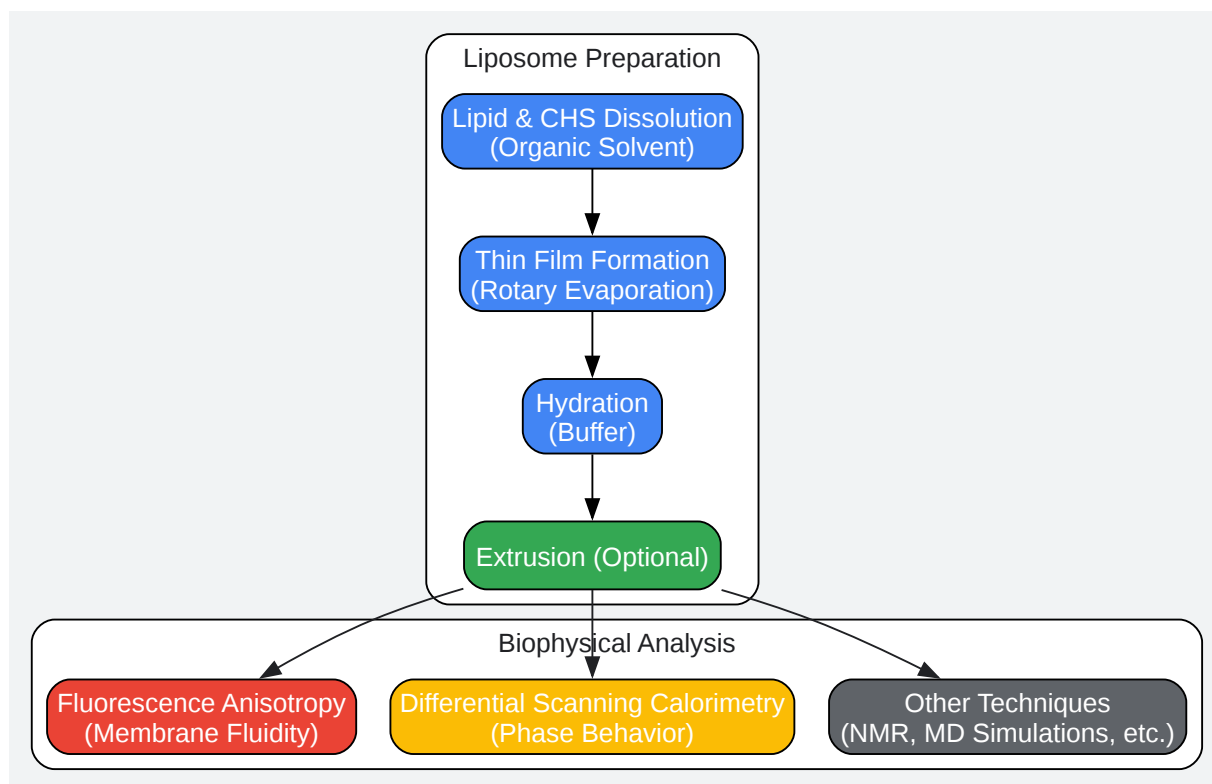 Liposome Preparation
Lipid & CHS Dissolution
(Organic Solvent)
Thin Film Formation
(Rotary Evaporation)
Hydration
(Buffer)
Extrusion (Optional)
Biophysical Analysis
Fluorescence Anisotropy
(Membrane Fluidity)
Differential Scanning Calorimetry
(Phase Behavior)
Other Techniques
(NMR, MD Simulations, etc.)